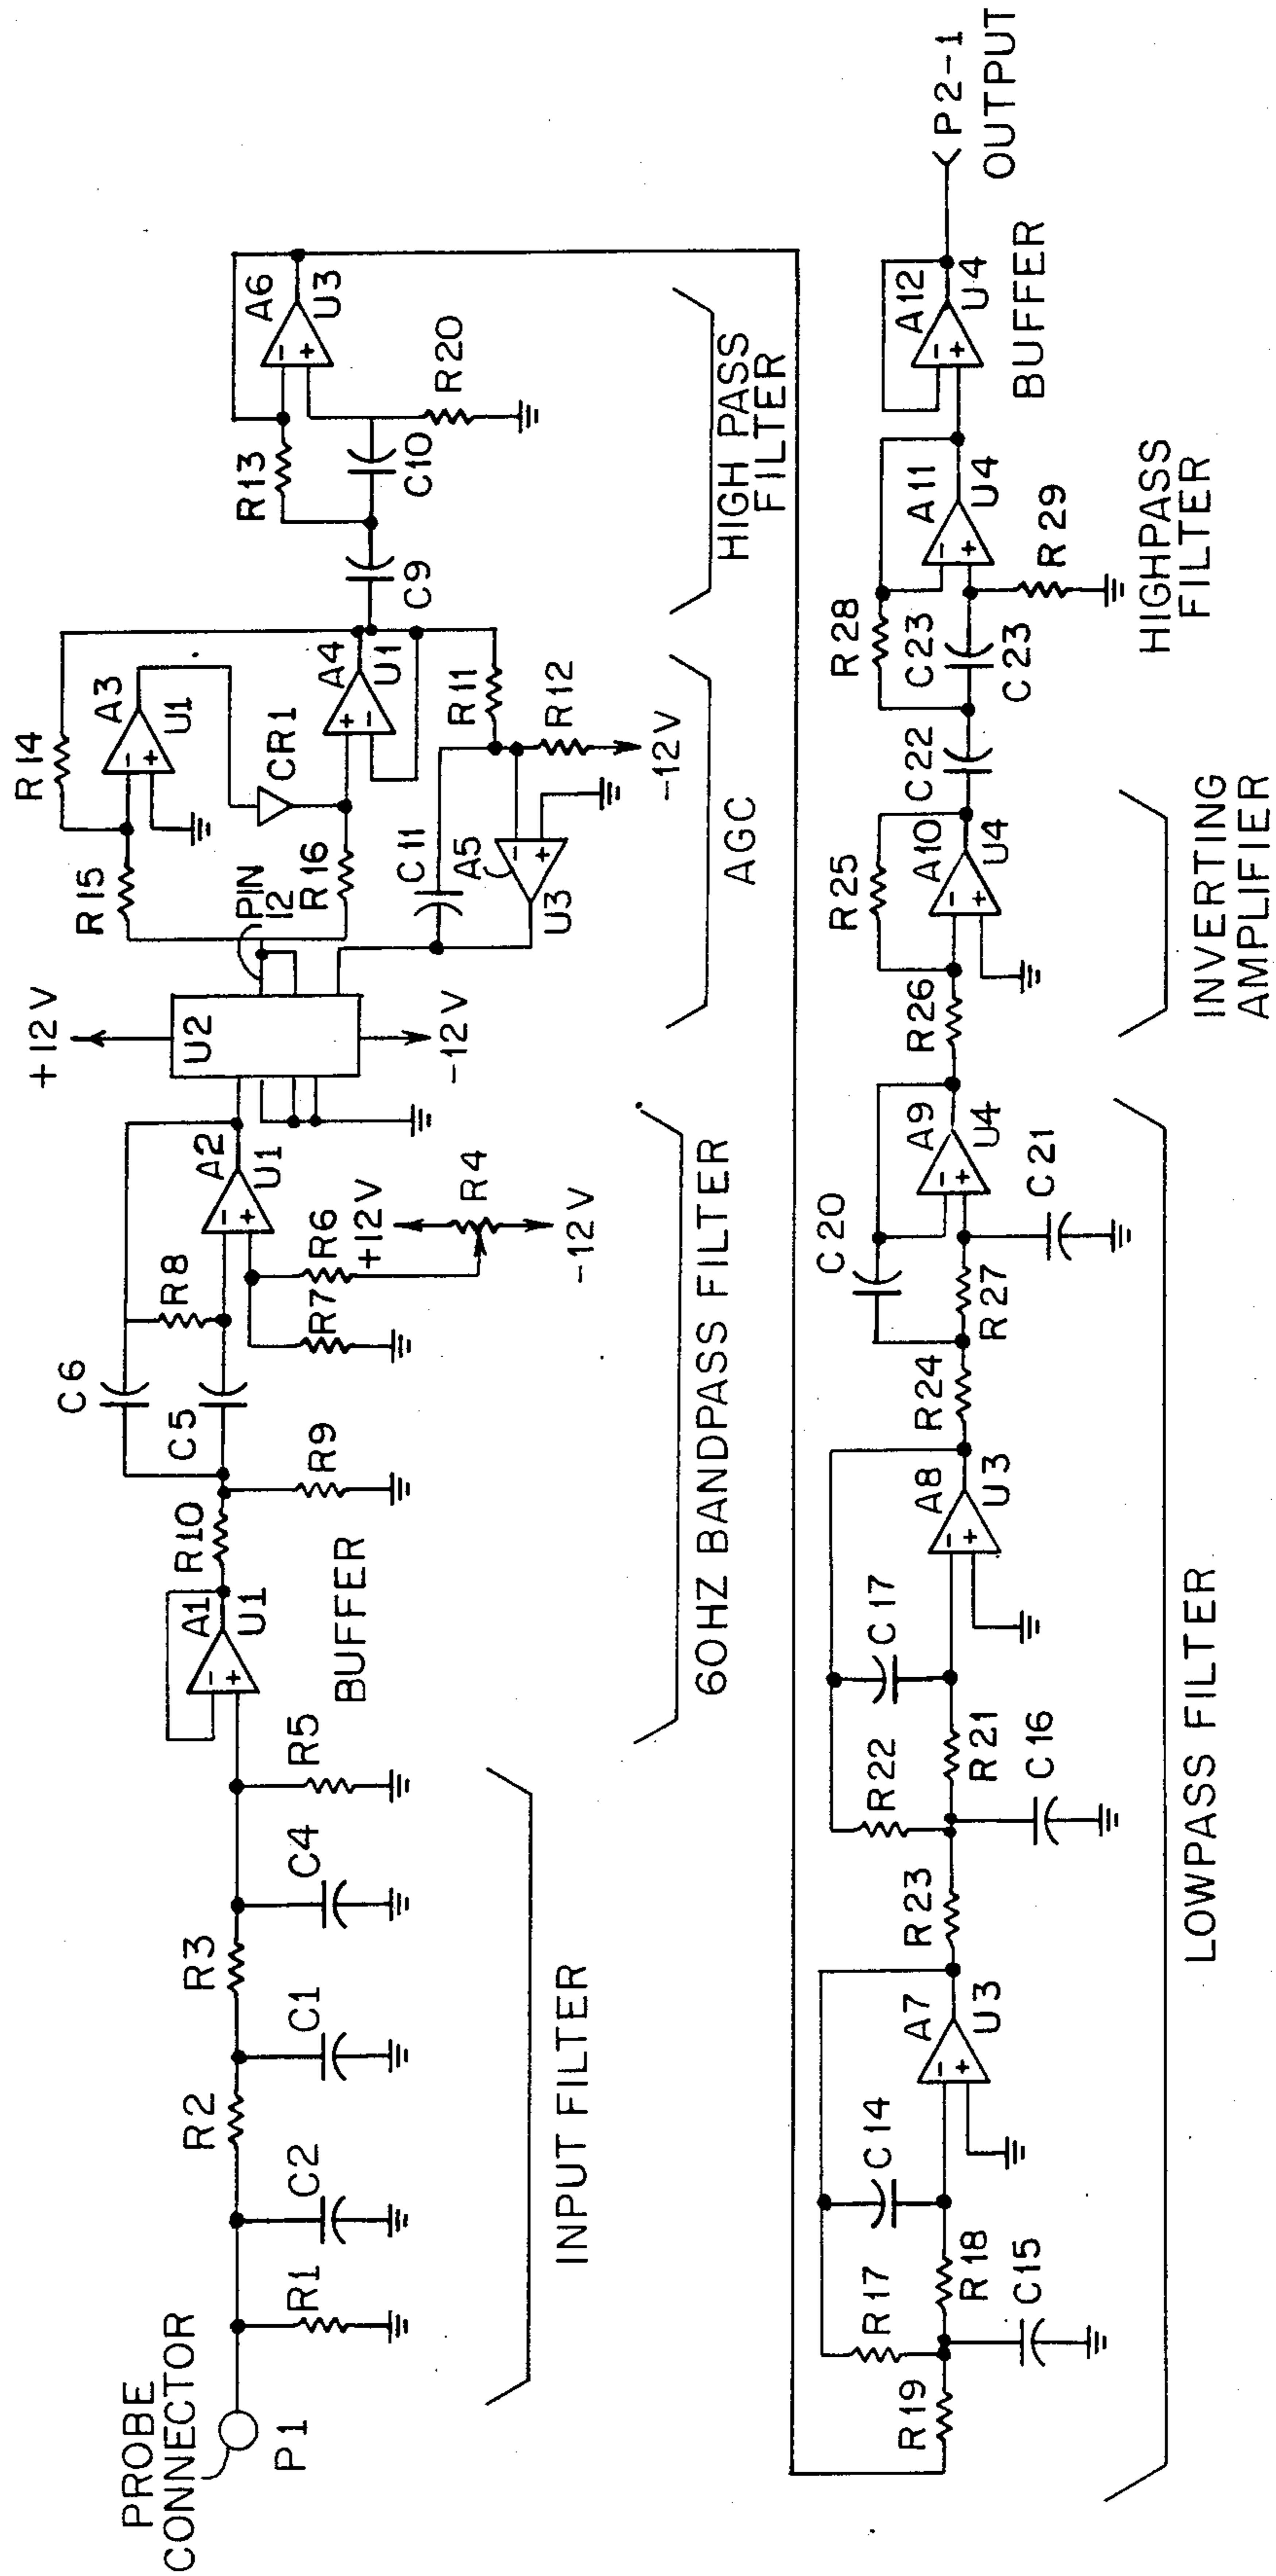 PROBE
CONNECTOR
P1
R1
C2
R2
C1
R3
C4
R5
INPUT FILTER
A1
U1
BUFFER
R10
R9
C5
C6
R8
R7
R6
+12V
R4
-12V
A2
U1
60HZ BANDPASS FILTER
+12V
U2
-12V
PIN
12
R15
R16
R14
A3
U1
CR1
A4
U1
C11
A5
U3
R11
R12
-12V
AGC
C9
R13
C10
A6
U3
R20
HIGH PASS
FILTER
R19
R17
R18
C15
C14
A7
U3
R23
R22
R21
C16
C17
A8
U3
R24
C20
R27
C21
A9
U4
LOWPASS FILTER
R26
R25
A10
U4
INVERTING
AMPLIFIER
C22
R28
C23
C23
A11
U4
R29
HIGHPASS
FILTER
A12
U4
BUFFER
P2-1
OUTPUT